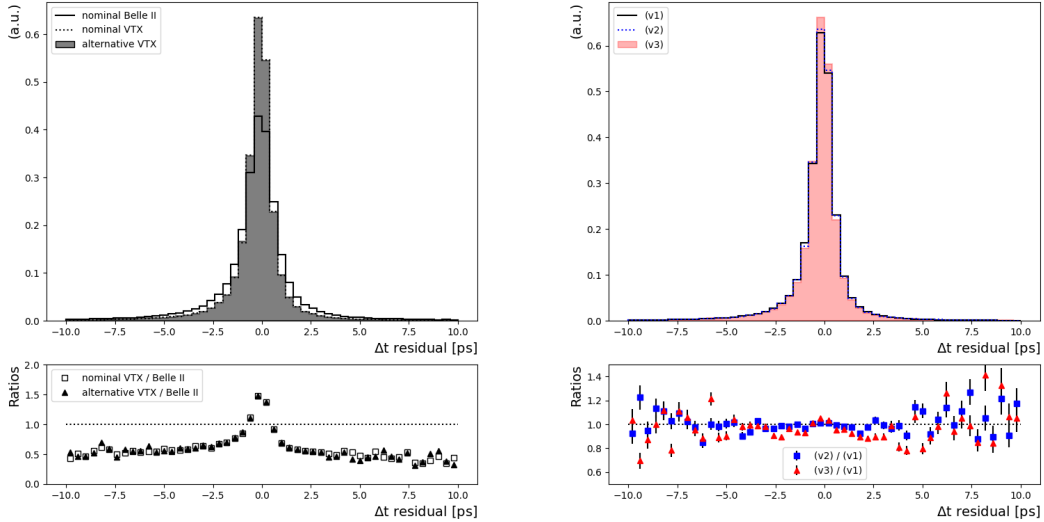 (a.u.)
0.6
0.5
0.4
0.3
0.2
0.1
0.0
nominal Belle II
nominal VTX
alternative VTX
−10.0 −7.5 −5.0 −2.5 0.0 2.5 5.0 7.5 10.0
Δt residual [ps]
Ratios
2.0
1.5
1.0
0.5
0.0
nominal VTX / Belle II
alternative VTX / Belle II
−10.0 −7.5 −5.0 −2.5 0.0 2.5 5.0 7.5 10.0
Δt residual [ps]
(a.u.)
0.6
0.5
0.4
0.3
0.2
0.1
0.0
(v1)
(v2)
(v3)
−10.0 −7.5 −5.0 −2.5 0.0 2.5 5.0 7.5 10.0
Δt residual [ps]
Ratios
1.4
1.2
1.0
0.8
0.6
(v2) / (v1)
(v3) / (v1)
−10.0 −7.5 −5.0 −2.5 0.0 2.5 5.0 7.5 10.0
Δt residual [ps]